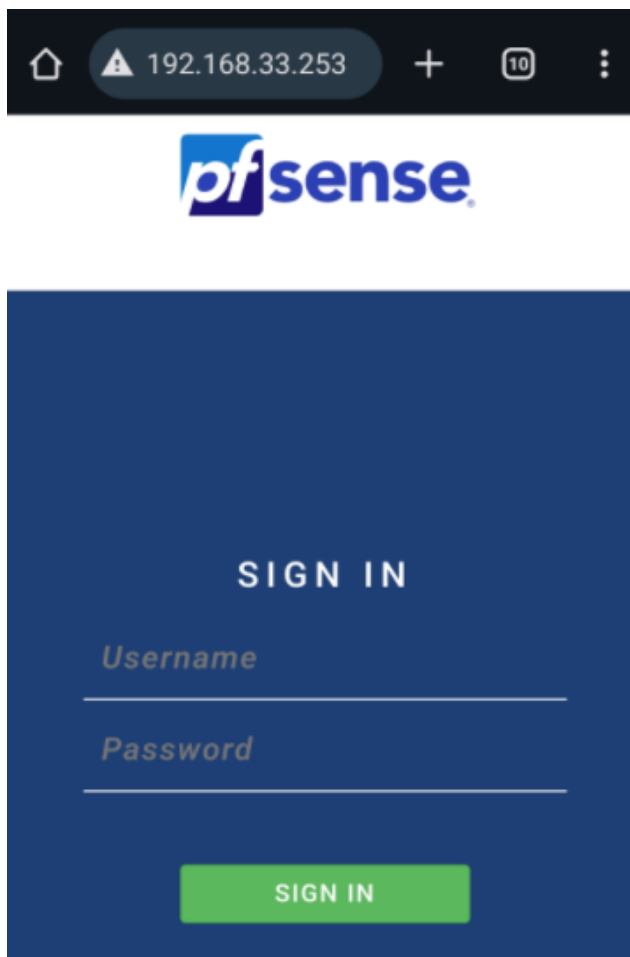 192.168.33.253
10
pfsense®
SIGN IN
Username
Password
SIGN IN